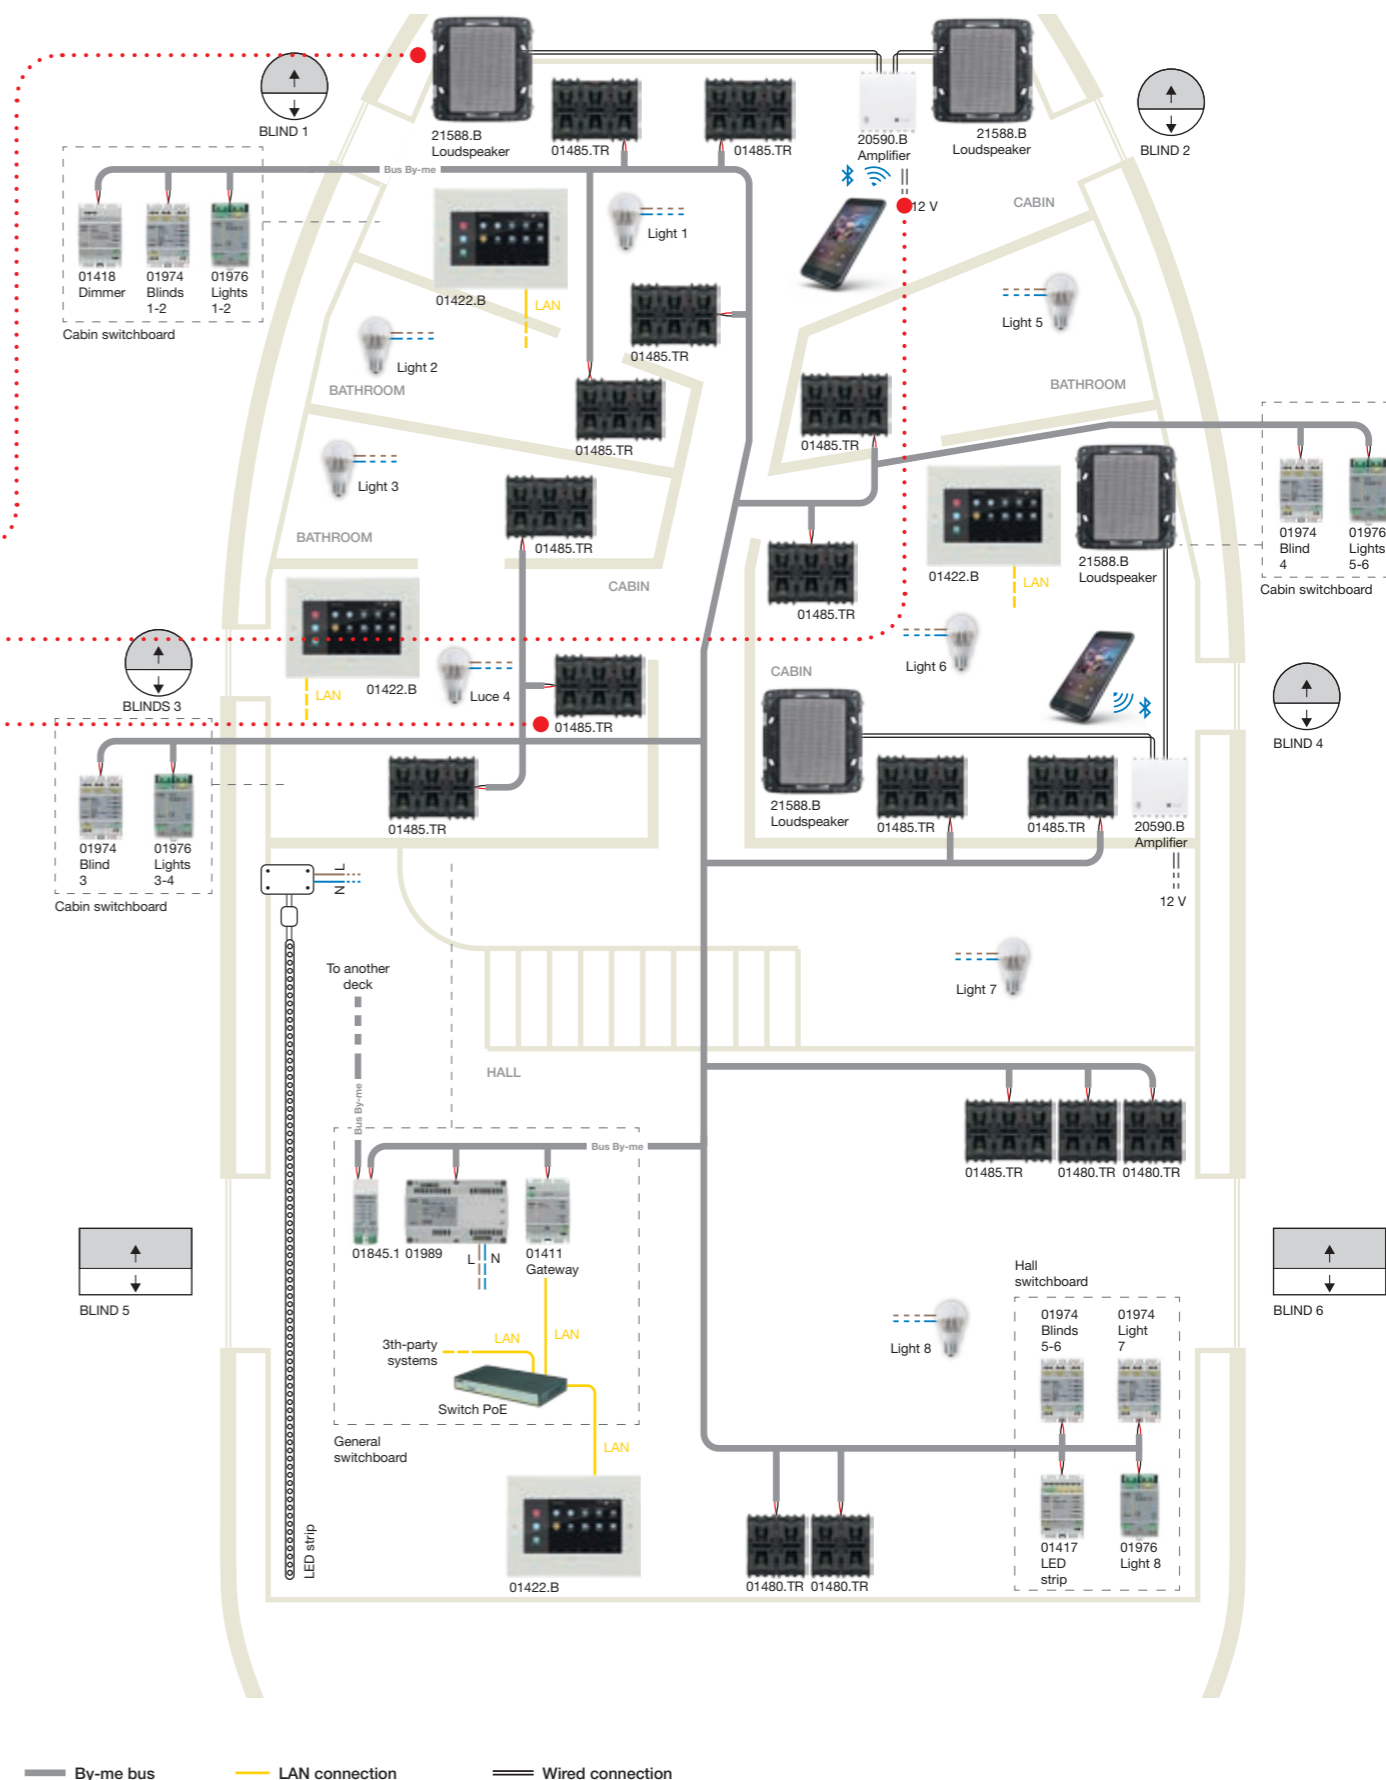 BLIND 1
21588.B
Loudspeaker
01485.TR
01485.TR
20590.B
Amplifier
21588.B
Loudspeaker
BLIND 2
Bus By-me
12 V
CABIN
01418
Dimmer
01974
Blinds
1-2
01976
Lights
1-2
Cabin switchboard
01422.B
LAN
Light 1
Light 5
01485.TR
Light 2
BATHROOM
BATHROOM
01485.TR
01485.TR
Light 3
BATHROOM
01485.TR
CABIN
01422.B
LAN
21588.B
Loudspeaker
01974
Blind
4
01976
Lights
5-6
Cabin switchboard
01485.TR
BLINDS 3
01422.B
LAN
Luce 4
01485.TR
Light 6
CABIN
BLIND 4
01974
Blind
3
01976
Lights
3-4
Cabin switchboard
01485.TR
21588.B
Loudspeaker
01485.TR
01485.TR
20590.B
Amplifier
12 V
L
N
To another
deck
Light 7
HALL
Bus By-me
Bus By-me
01485.TR
01480.TR
01480.TR
01845.1
01989
L
N
01411
Gateway
BLIND 5
BLIND 6
3th-party
systems
LAN
LAN
Switch PoE
General
switchboard
LAN
Light 8
Hall
switchboard
01974
Blinds
5-6
01974
Light
7
01417
LED
strip
01976
Light 8
LED strip
01422.B
01480.TR
01480.TR
By-me bus
LAN connection
Wired connection